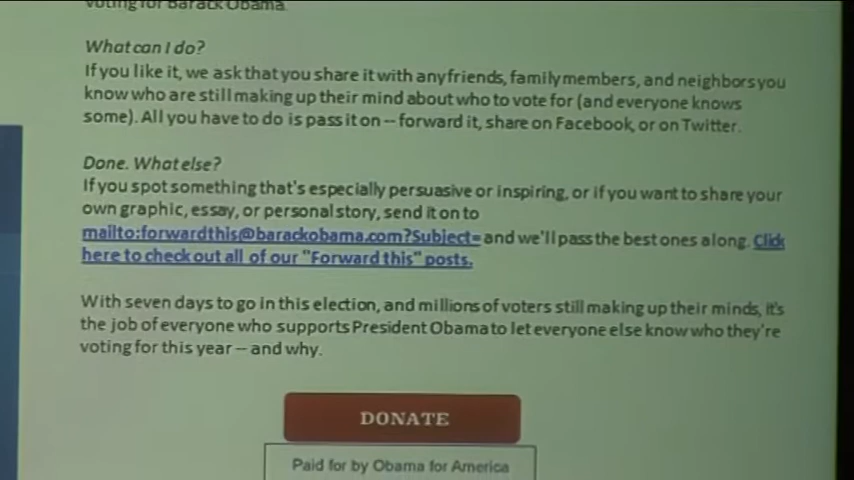 voting for Barack Obama.
What can I do?
If you like it, we ask that you share it with any friends, family members, and neighbors you
know who are still making up their mind about who to vote for (and everyone knows
some). All you have to do is pass it on -- forward it, share on Facebook, or on Twitter.
Done. What else?
If you spot something that's especially persuasive or inspiring, or if you want to share your
own graphic, essay, or personal story, send it on to
mailto:forwardthis@barackobama.com?Subject= and we'll pass the best ones along. Click
here to check out all of our "Forward this" posts.
With seven days to go in this election, and millions of voters still making up their minds, it's
the job of everyone who supports President Obama to let everyone else know who they're
voting for this year -- and why.
DONATE
Paid for by Obama for America